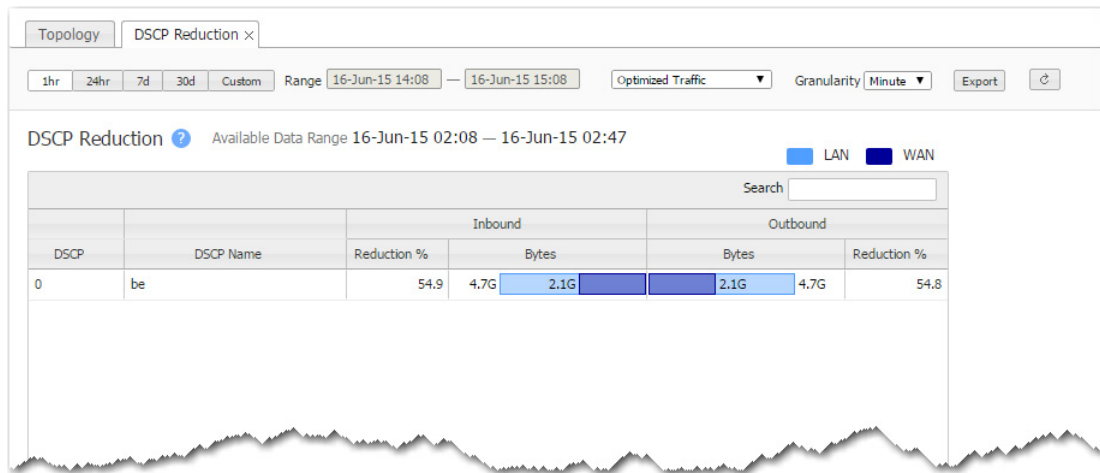 Topology DSCP Reduction ×
1hr 24hr 7d 30d Custom Range 16-Jun-15 14:08 — 16-Jun-15 15:08 Optimized Traffic ▼ Granularity Minute ▼ Export
DSCP Reduction ? Available Data Range 16-Jun-15 02:08 — 16-Jun-15 02:47
LAN WAN
Search
Inbound Outbound
DSCP DSCP Name Reduction % Bytes Bytes Reduction %
0 be 54.9 4.7G 2.1G 2.1G 4.7G 54.8